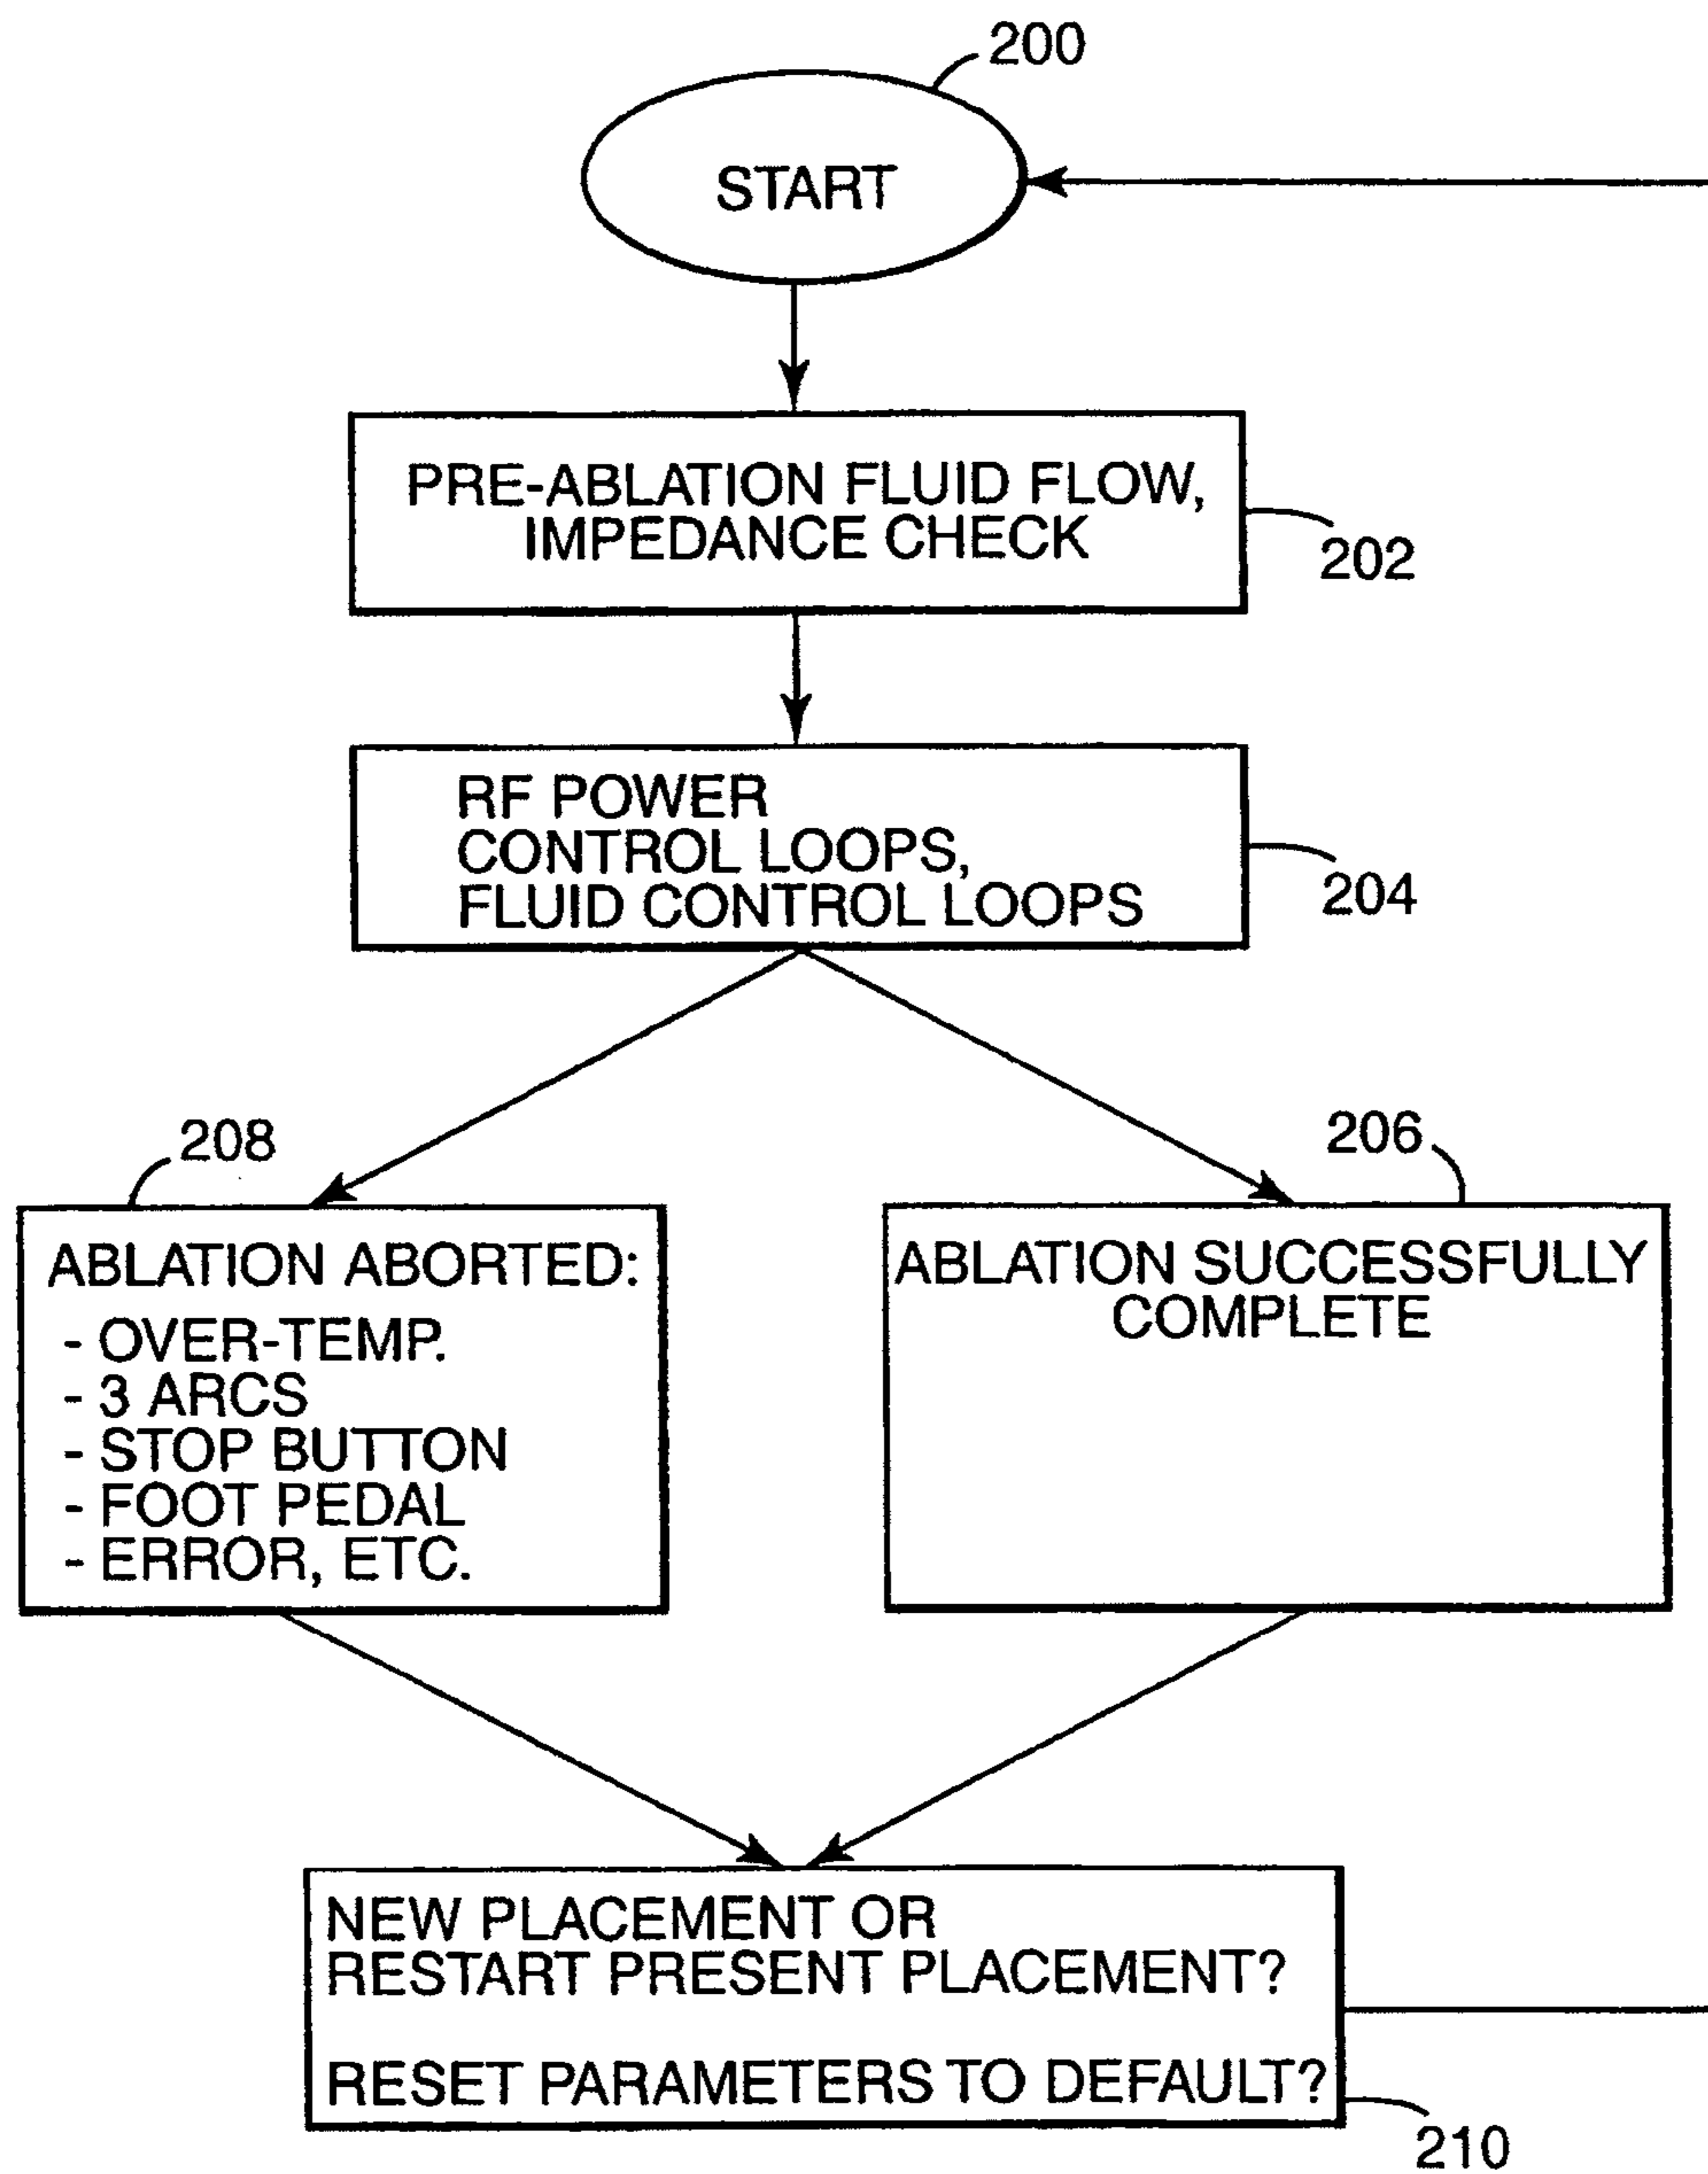 200
START
PRE-ABLATION FLUID FLOW,
IMPEDANCE CHECK
202
RF POWER
CONTROL LOOPS,
FLUID CONTROL LOOPS
204
208
ABLATION ABORTED:
- OVER-TEMP.
- 3 ARCS
- STOP BUTTON
- FOOT PEDAL
- ERROR, ETC.
206
ABLATION SUCCESSFULLY
COMPLETE
NEW PLACEMENT OR
RESTART PRESENT PLACEMENT?
RESET PARAMETERS TO DEFAULT?
210